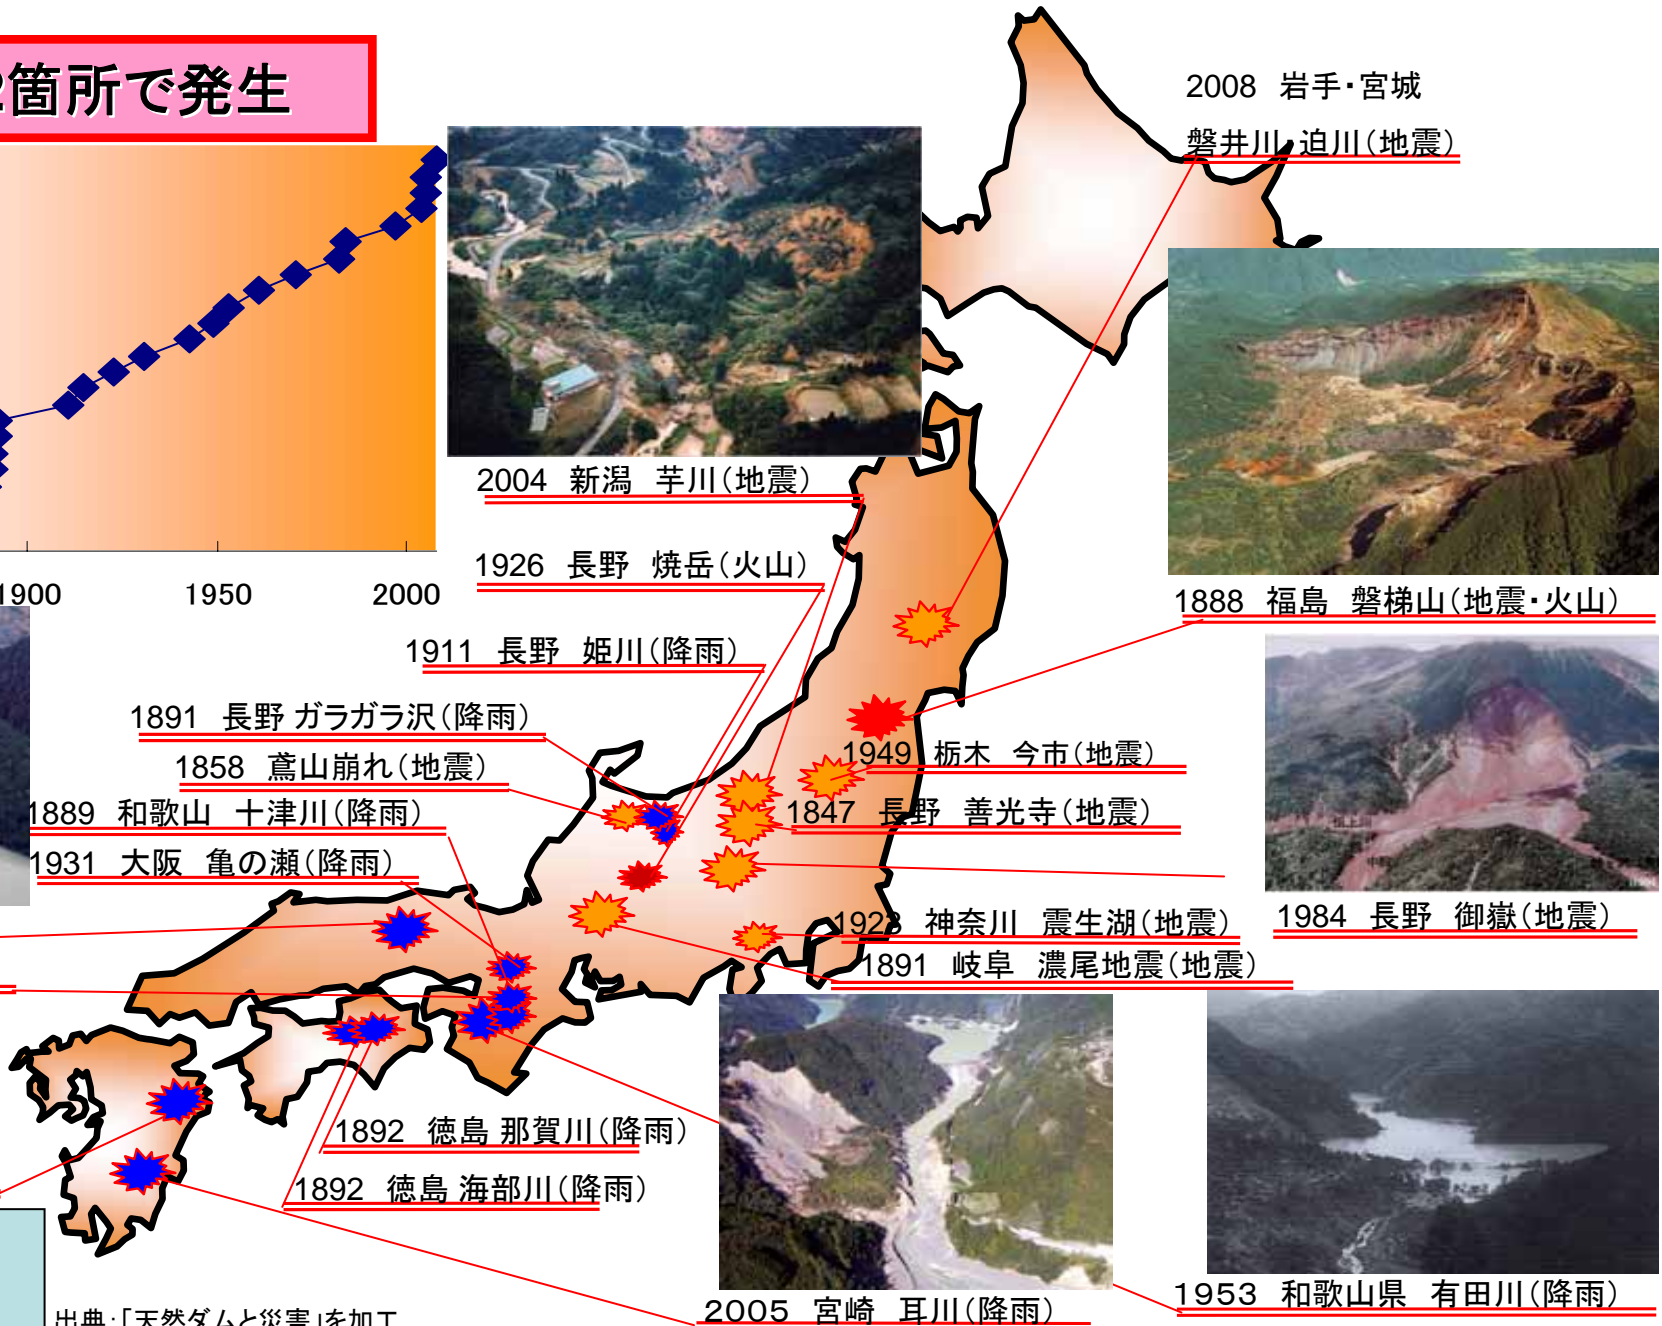 箇所で発生
2008 岩手・宮城
磐井川 迫川(地震)
1900 1950 2000
2004 新潟 芋川(地震)
1926 長野 焼岳(火山)
1888 福島 磐梯山(地震・火山)
1911 長野 姫川(降雨)
1891 長野 ガラガラ沢(降雨)
1949 栃木 今市(地震)
1858 鳶山崩れ(地震)
1889 和歌山 十津川(降雨)
1847 長野 善光寺(地震)
1931 大阪 亀の瀬(降雨)
1984 長野 御嶽(地震)
1923 神奈川 震生湖(地震)
1891 岐阜 濃尾地震(地震)
1892 徳島 那賀川(降雨)
1892 徳島 海部川(降雨)
1953 和歌山県 有田川(降雨)
2005 宮崎 耳川(降雨)
出典:「天然ダムと災害」を加工